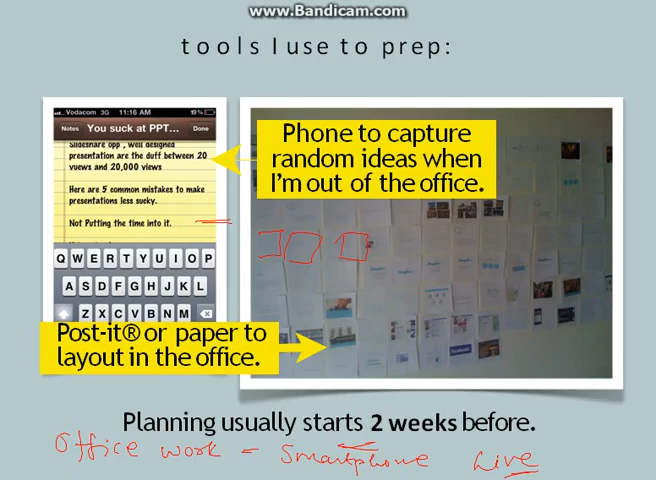 www.Bandicam.com
tools I use to prep:
Vodacom 3G 11:16 AM 19%
Notes You suck at PPT... Done
Slideshare opp , well designed
presentation are the duff between 20
vuews and 20,000 views
Here are 5 common mistakes to make
presentations less sucky.
Not Putting the time into it.
Q W E R T Y U I O P
A S D F G H J K L
Z X C V B N M
Phone to capture
random ideas when
I'm out of the office.
Post-it® or paper to
layout in the office.
facebook
Planning usually starts 2 weeks before.
Office work = Smartphone Live